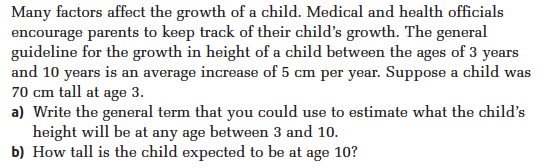 Many factors affect the growth of a child. Medical and health officials
encourage parents to keep track of their child's growth. The general
guideline for the growth in height of a child between the ages of 3 years
and 10 years is an average increase of 5 cm per year. Suppose a child was
70 cm tall at age 3.
a) Write the general term that you could use to estimate what the child's
height will be at any age between 3 and 10.
b) How tall is the child expected to be at age 10?